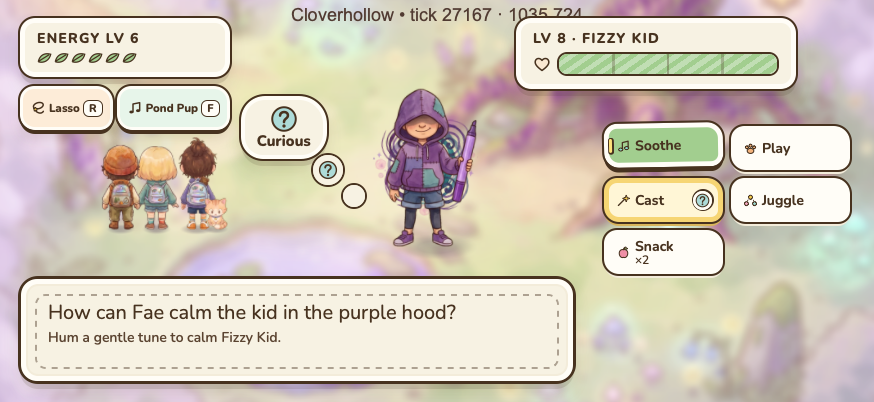 Cloverhollow • tick 27167 · 1035,724
ENERGY LV 6
LV 8 · FIZZY KID
Lasso R
Pond Pup F
?
Curious
?
Soothe
Play
Cast ?
Juggle
Snack
×2
How can Fae calm the kid in the purple hood?
Hum a gentle tune to calm Fizzy Kid.